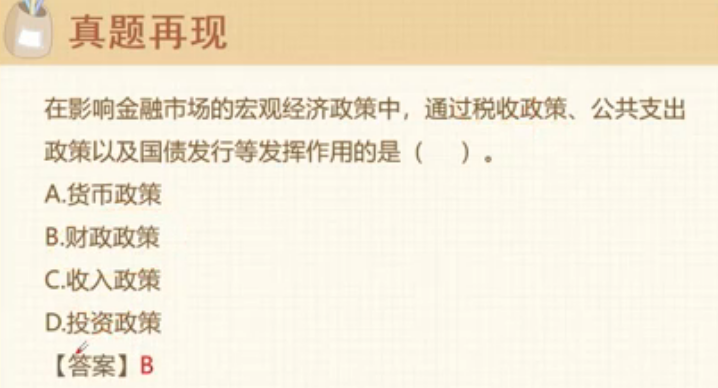 真题再现
在影响金融市场的宏观经济政策中，通过税收政策、公共支出
政策以及国债发行等发挥作用的是（ ）。
A.货币政策
B.财政政策
C.收入政策
D.投资政策
【答案】B